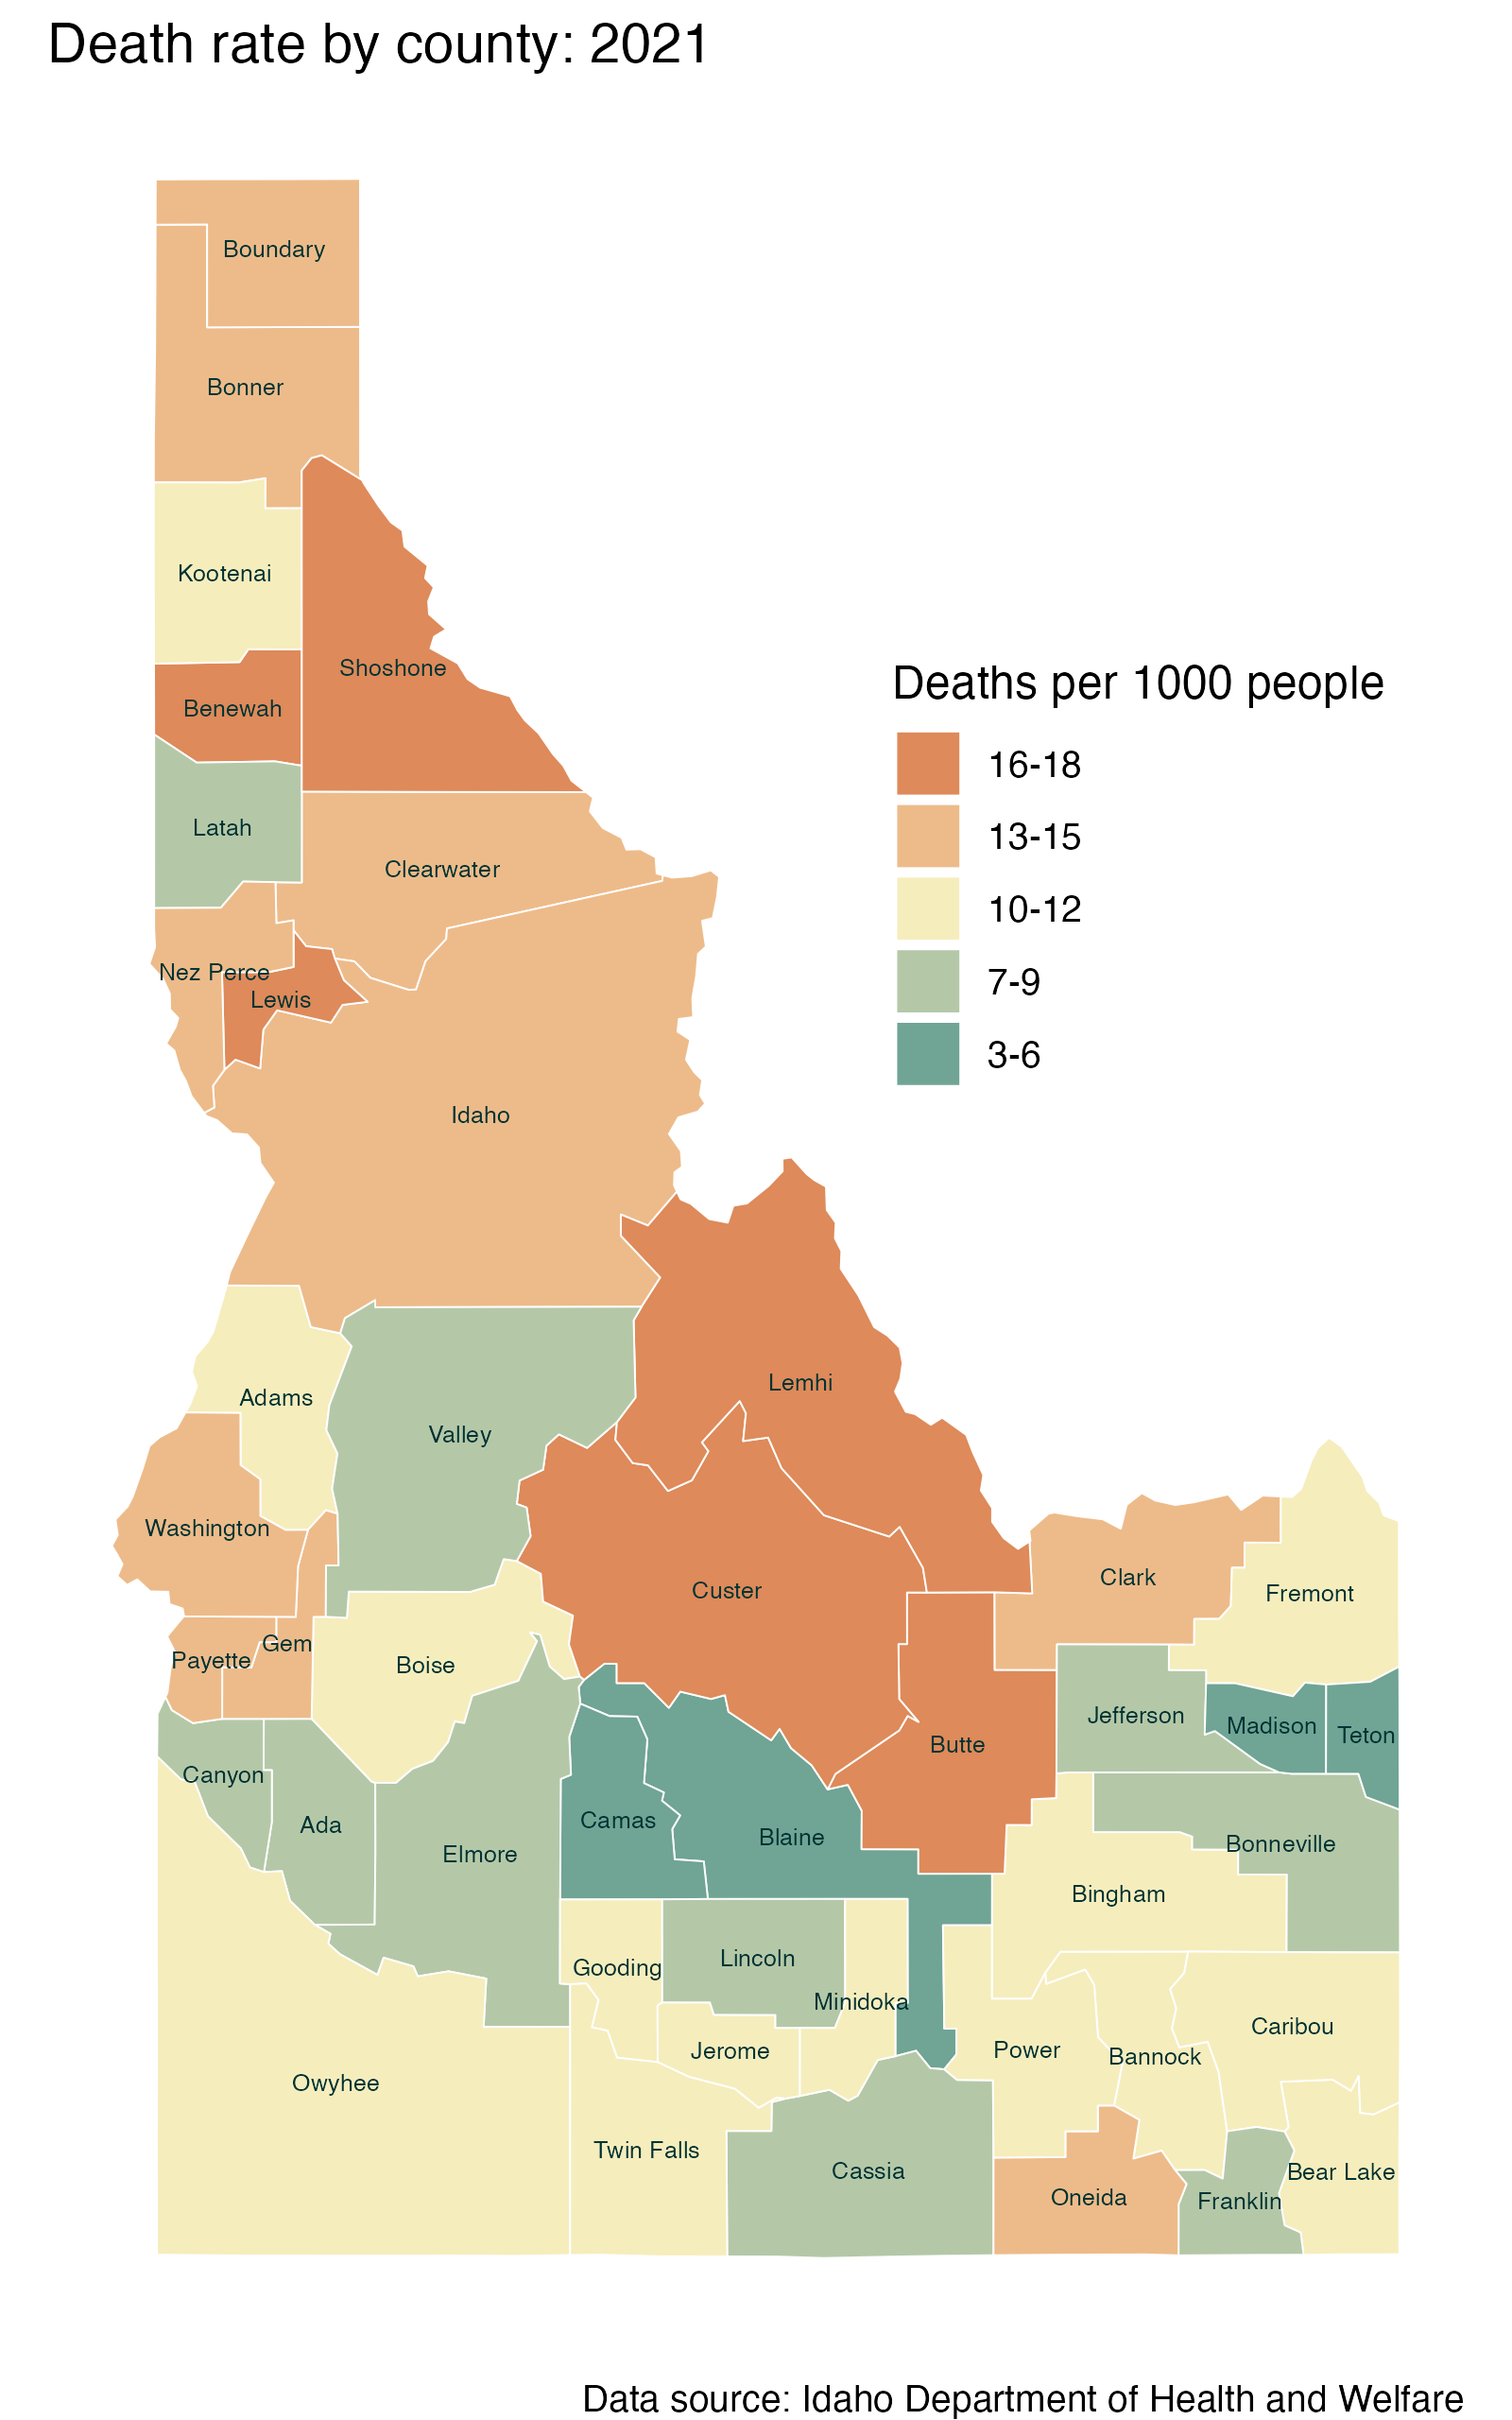 Death rate by county: 2021
Boundary
Bonner
Kootenai
Shoshone
Deaths per 1000 people
Benewah
16-18
Latah
13-15
Clearwater
10-12
Nez Perce
7-9
Lewis
3-6
Idaho
Lemhi
Adams
Valley
Washington
Clark
Custer
Fremont
Gem
Payette
Boise
Jefferson
Madison
Teton
Butte
Canyon
Camas
Ada
Blaine
Bonneville
Elmore
Bingham
Lincoln
Gooding
Minidoka
Caribou
Jerome
Power
Bannock
Owyhee
Twin Falls
Cassia
Bear Lake
Oneida
Franklin
Data source: Idaho Department of Health and Welfare